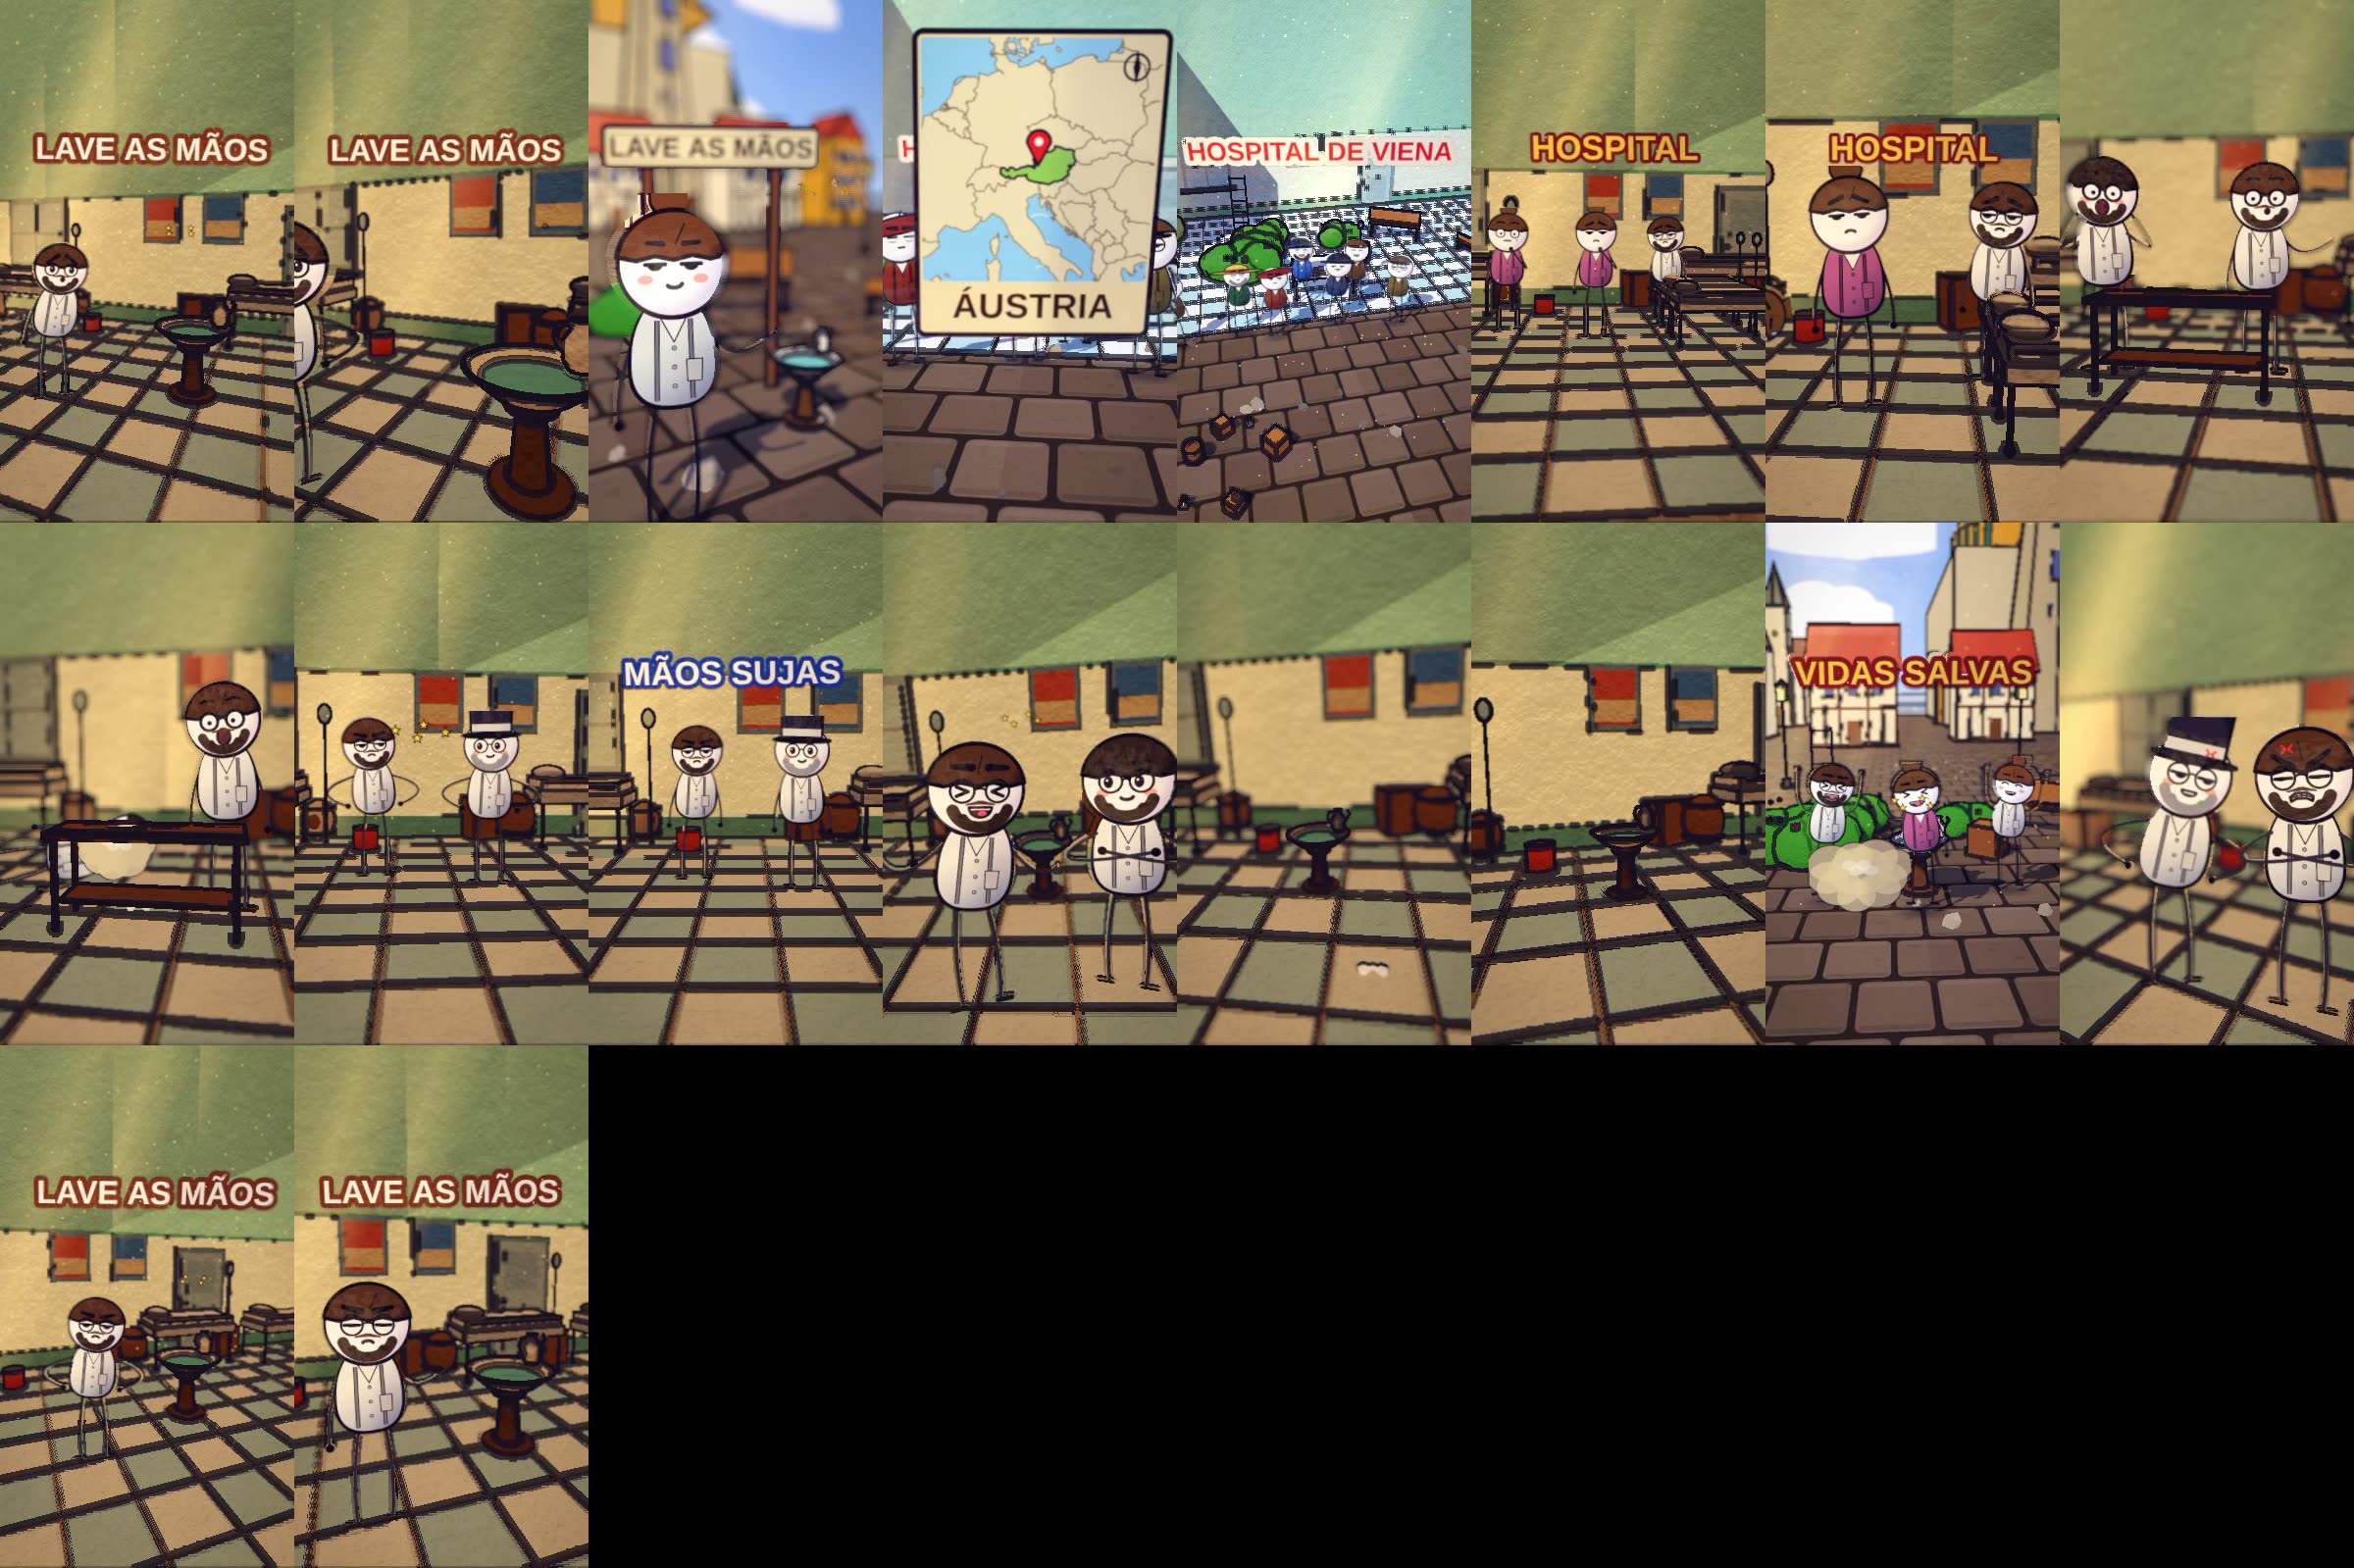 LAVE AS MÃOS
LAVE AS MÃOS
LAVE AS MÃOS
H
ÁUSTRIA
HOSPITAL DE VIENA
HOSPITAL
HOSPITAL
MÃOS SUJAS
VIDAS SALVAS
LAVE AS MÃOS
LAVE AS MÃOS